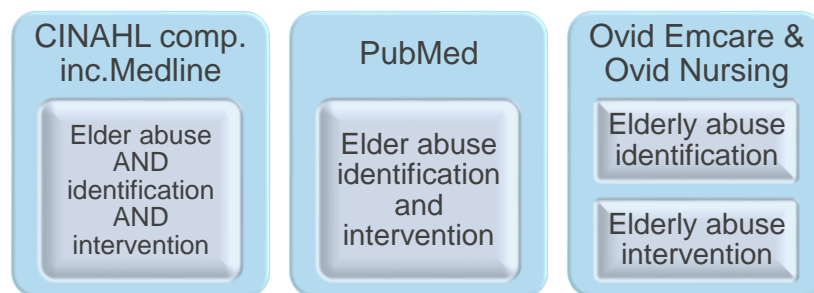 CINAHL comp.
inc.Medline
Elder abuse
AND
identification
AND
intervention
PubMed
Elder abuse
identification
and
intervention
Ovid Emcare &
Ovid Nursing
Elderly abuse
identification
Elderly abuse
intervention